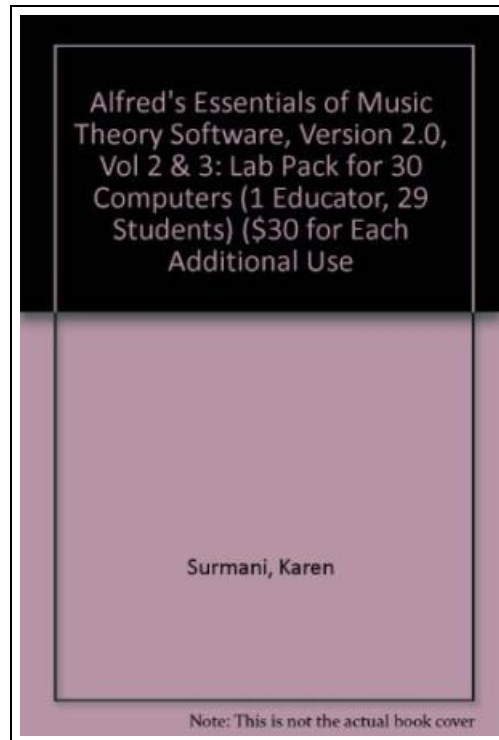 Alfred's Essentials of Music
Theory Software, Version 2.0,
Vol 2 & 3: Lab Pack for 30
Computers (1 Educator, 29
Students) ($30 for Each
Additional Use
Surmani, Karen
Note: This is not the actual book cover